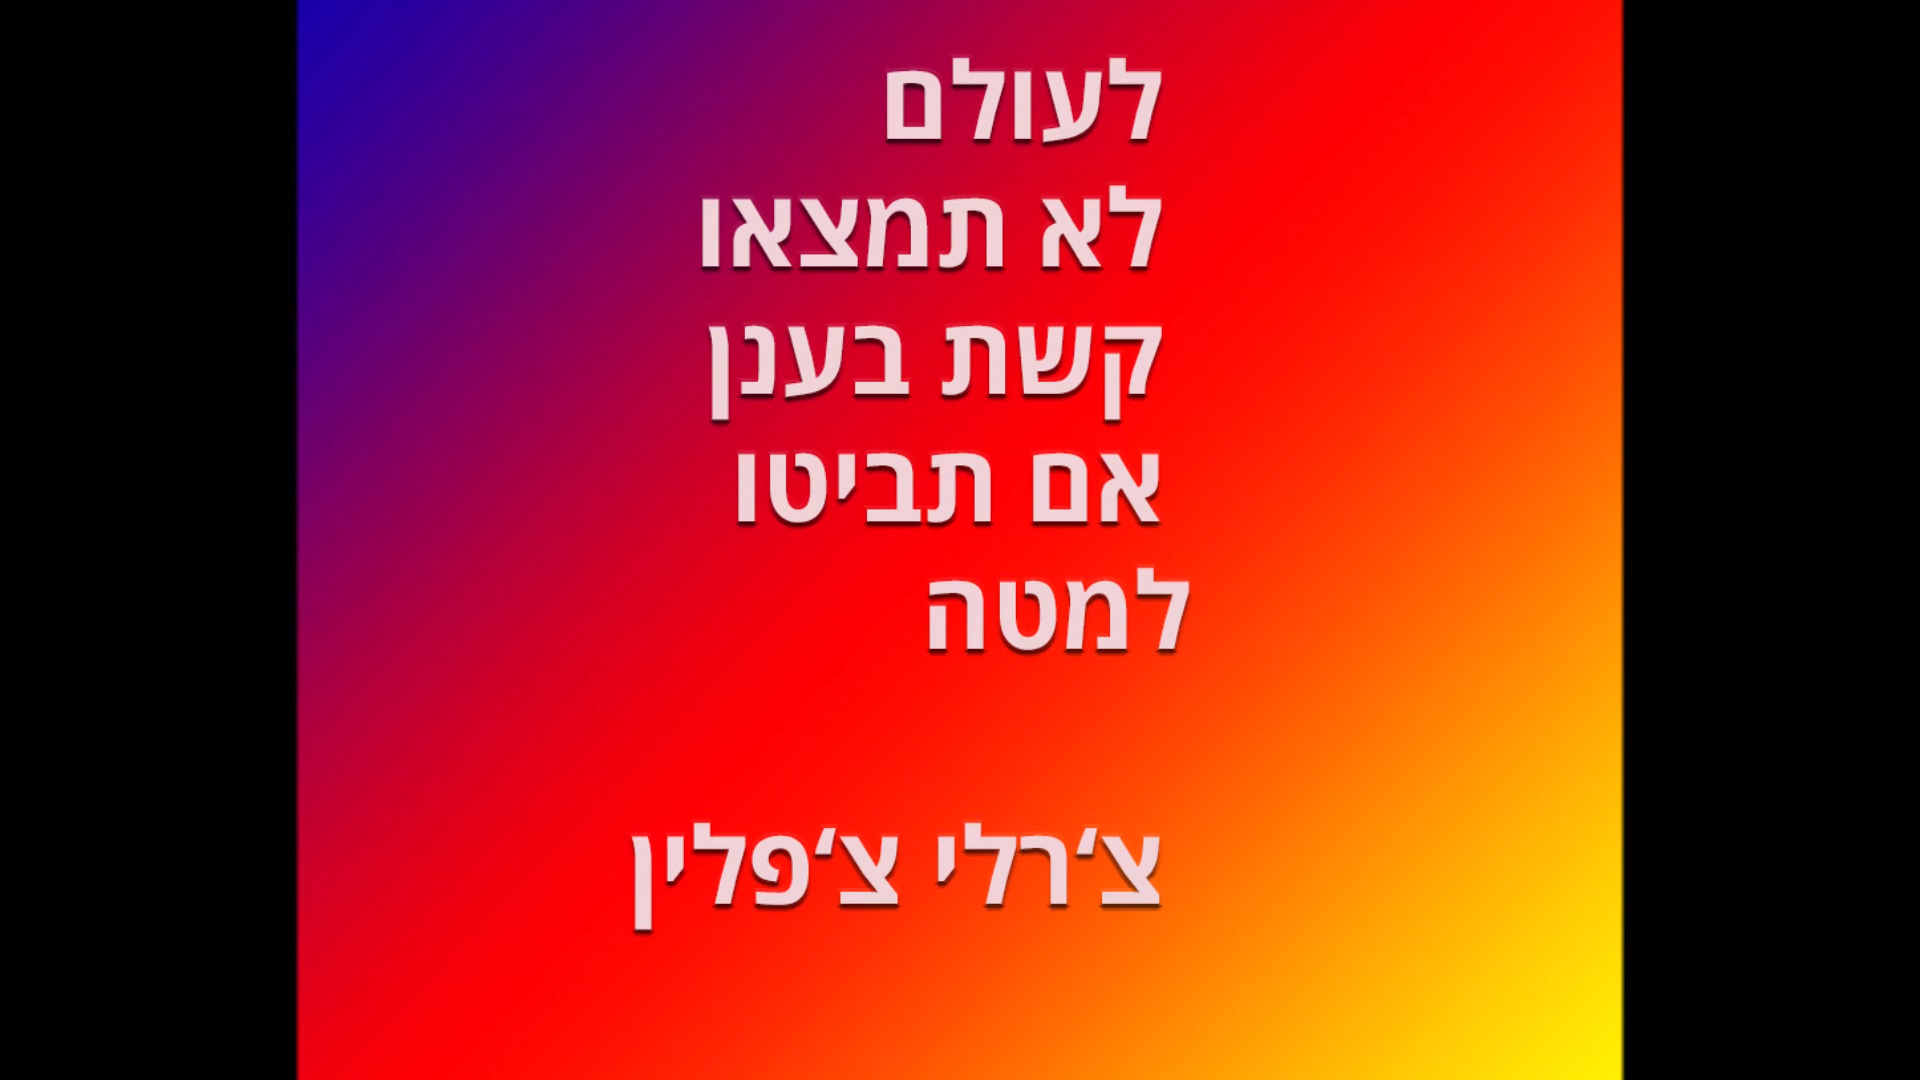 לעולם
לא תמצאו
קשת בענן
אם תביטו
למטה
צ‘רלי צ‘פלין